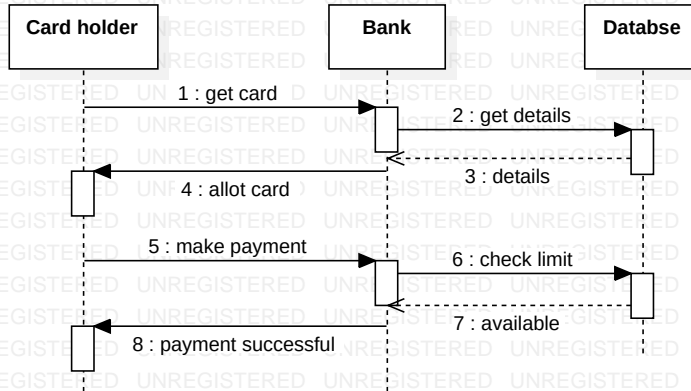 Card holder
Bank
Databse
1 : get card
2 : get details
3 : details
4 : allot card
5 : make payment
6 : check limit
7 : available
8 : payment successful
UNREGISTERED